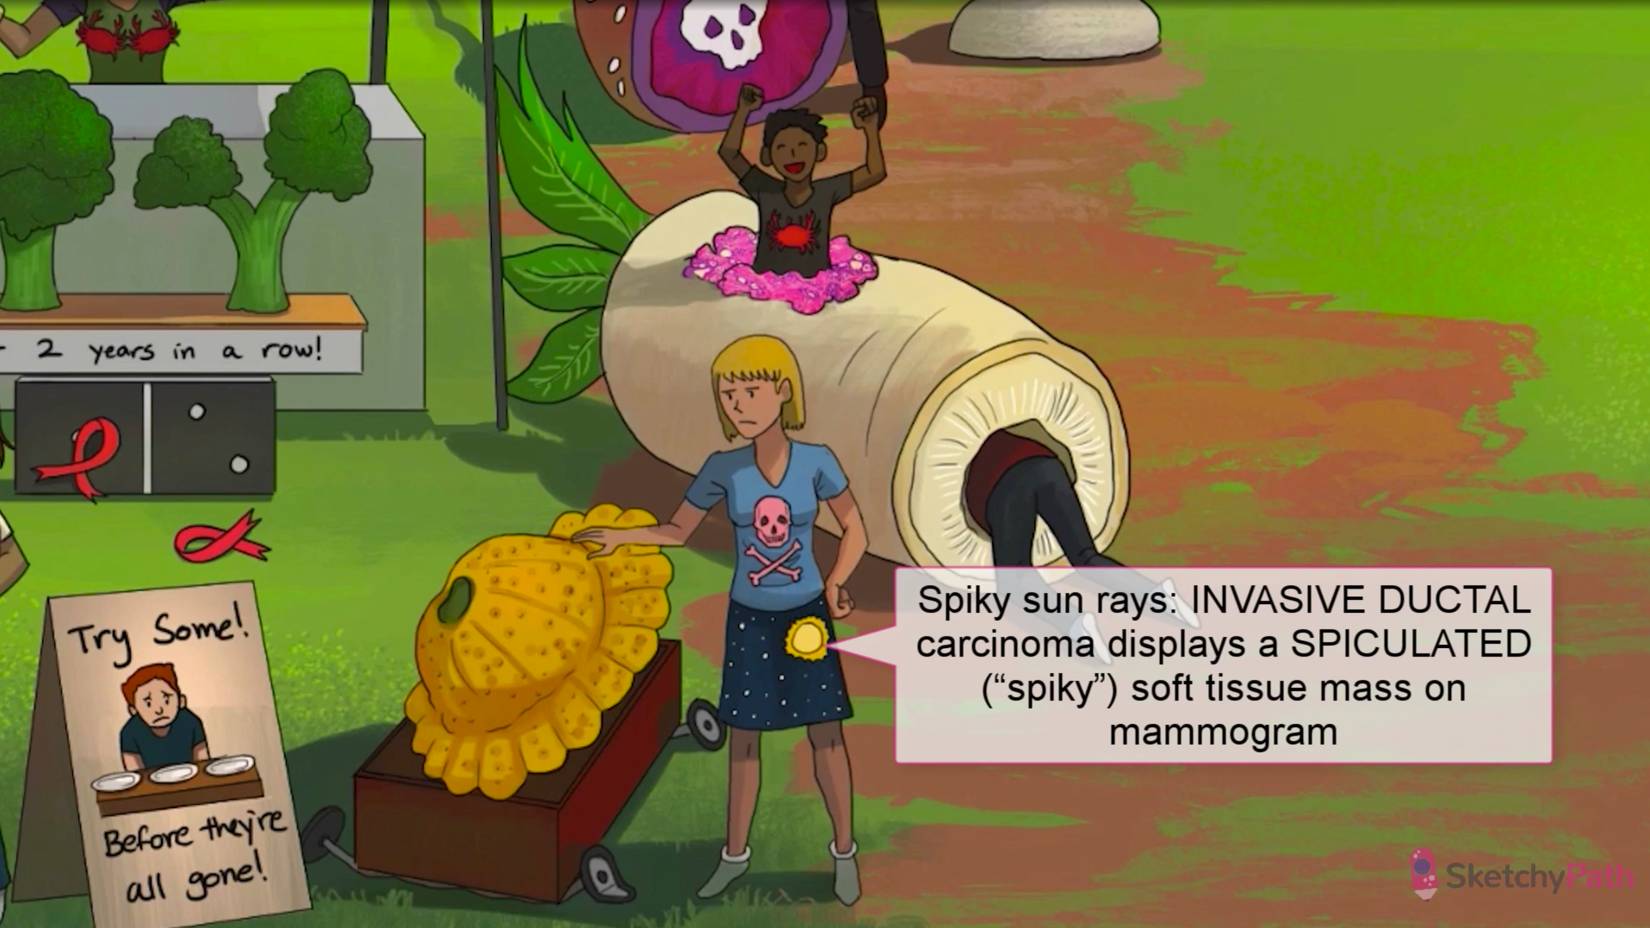 - 2 years in a row!
Try Some!
Before they're
all gone!
Spiky sun rays: INVASIVE DUCTAL
carcinoma displays a SPICULATED
(“spiky”) soft tissue mass on
mammogram
SketchyPath